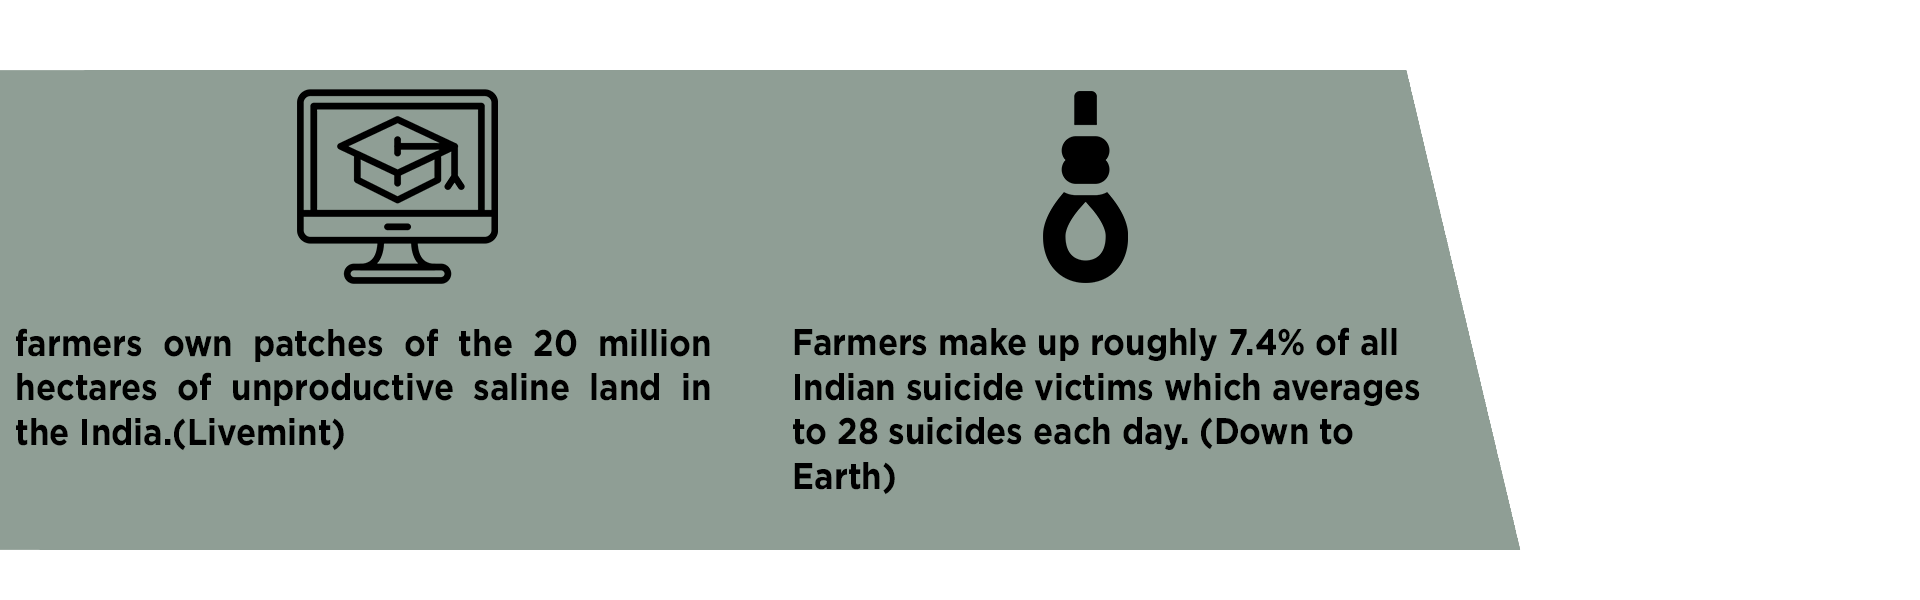 farmers own patches of the 20 million
hectares of unproductive saline land in
the India.(Livemint)
Farmers make up roughly 7.4% of all
Indian suicide victims which averages
to 28 suicides each day. (Down to
Earth)